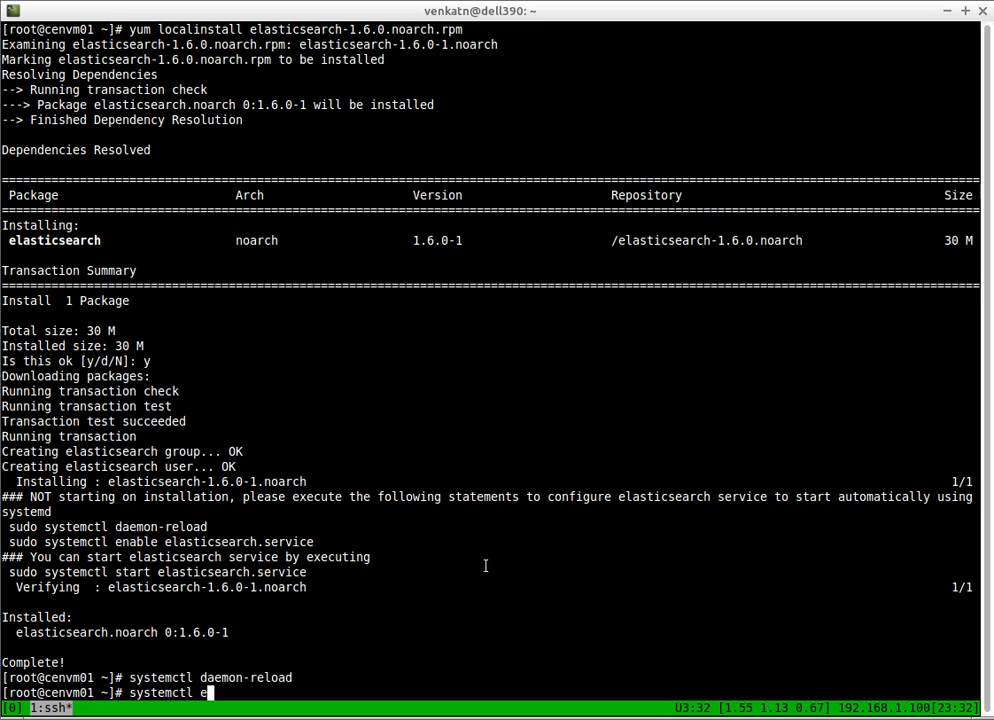 venkatn@dell390: ~
[root@cenvm01 ~]# yum localinstall elasticsearch-1.6.0.noarch.rpm
Examining elasticsearch-1.6.0.noarch.rpm: elasticsearch-1.6.0-1.noarch
Marking elasticsearch-1.6.0.noarch.rpm to be installed
Resolving Dependencies
--> Running transaction check
---> Package elasticsearch.noarch 0:1.6.0-1 will be installed
--> Finished Dependency Resolution
Dependencies Resolved
================================================================================
Package Arch Version Repository Size
================================================================================
Installing:
elasticsearch noarch 1.6.0-1 /elasticsearch-1.6.0.noarch 30 M
Transaction Summary
================================================================================
Install 1 Package
Total size: 30 M
Installed size: 30 M
Is this ok [y/d/N]: y
Downloading packages:
Running transaction check
Running transaction test
Transaction test succeeded
Running transaction
Creating elasticsearch group... OK
Creating elasticsearch user... OK
Installing : elasticsearch-1.6.0-1.noarch 1/1
### NOT starting on installation, please execute the following statements to configure elasticsearch service to start automatically using
systemd
sudo systemctl daemon-reload
sudo systemctl enable elasticsearch.service
### You can start elasticsearch service by executing
sudo systemctl start elasticsearch.service
Verifying : elasticsearch-1.6.0-1.noarch 1/1
Installed:
elasticsearch.noarch 0:1.6.0-1
Complete!
[root@cenvm01 ~]# systemctl daemon-reload
[root@cenvm01 ~]# systemctl e
[0] 1:ssh* U3:32 [1.55 1.13 0.67] 192.168.1.100[23:32]